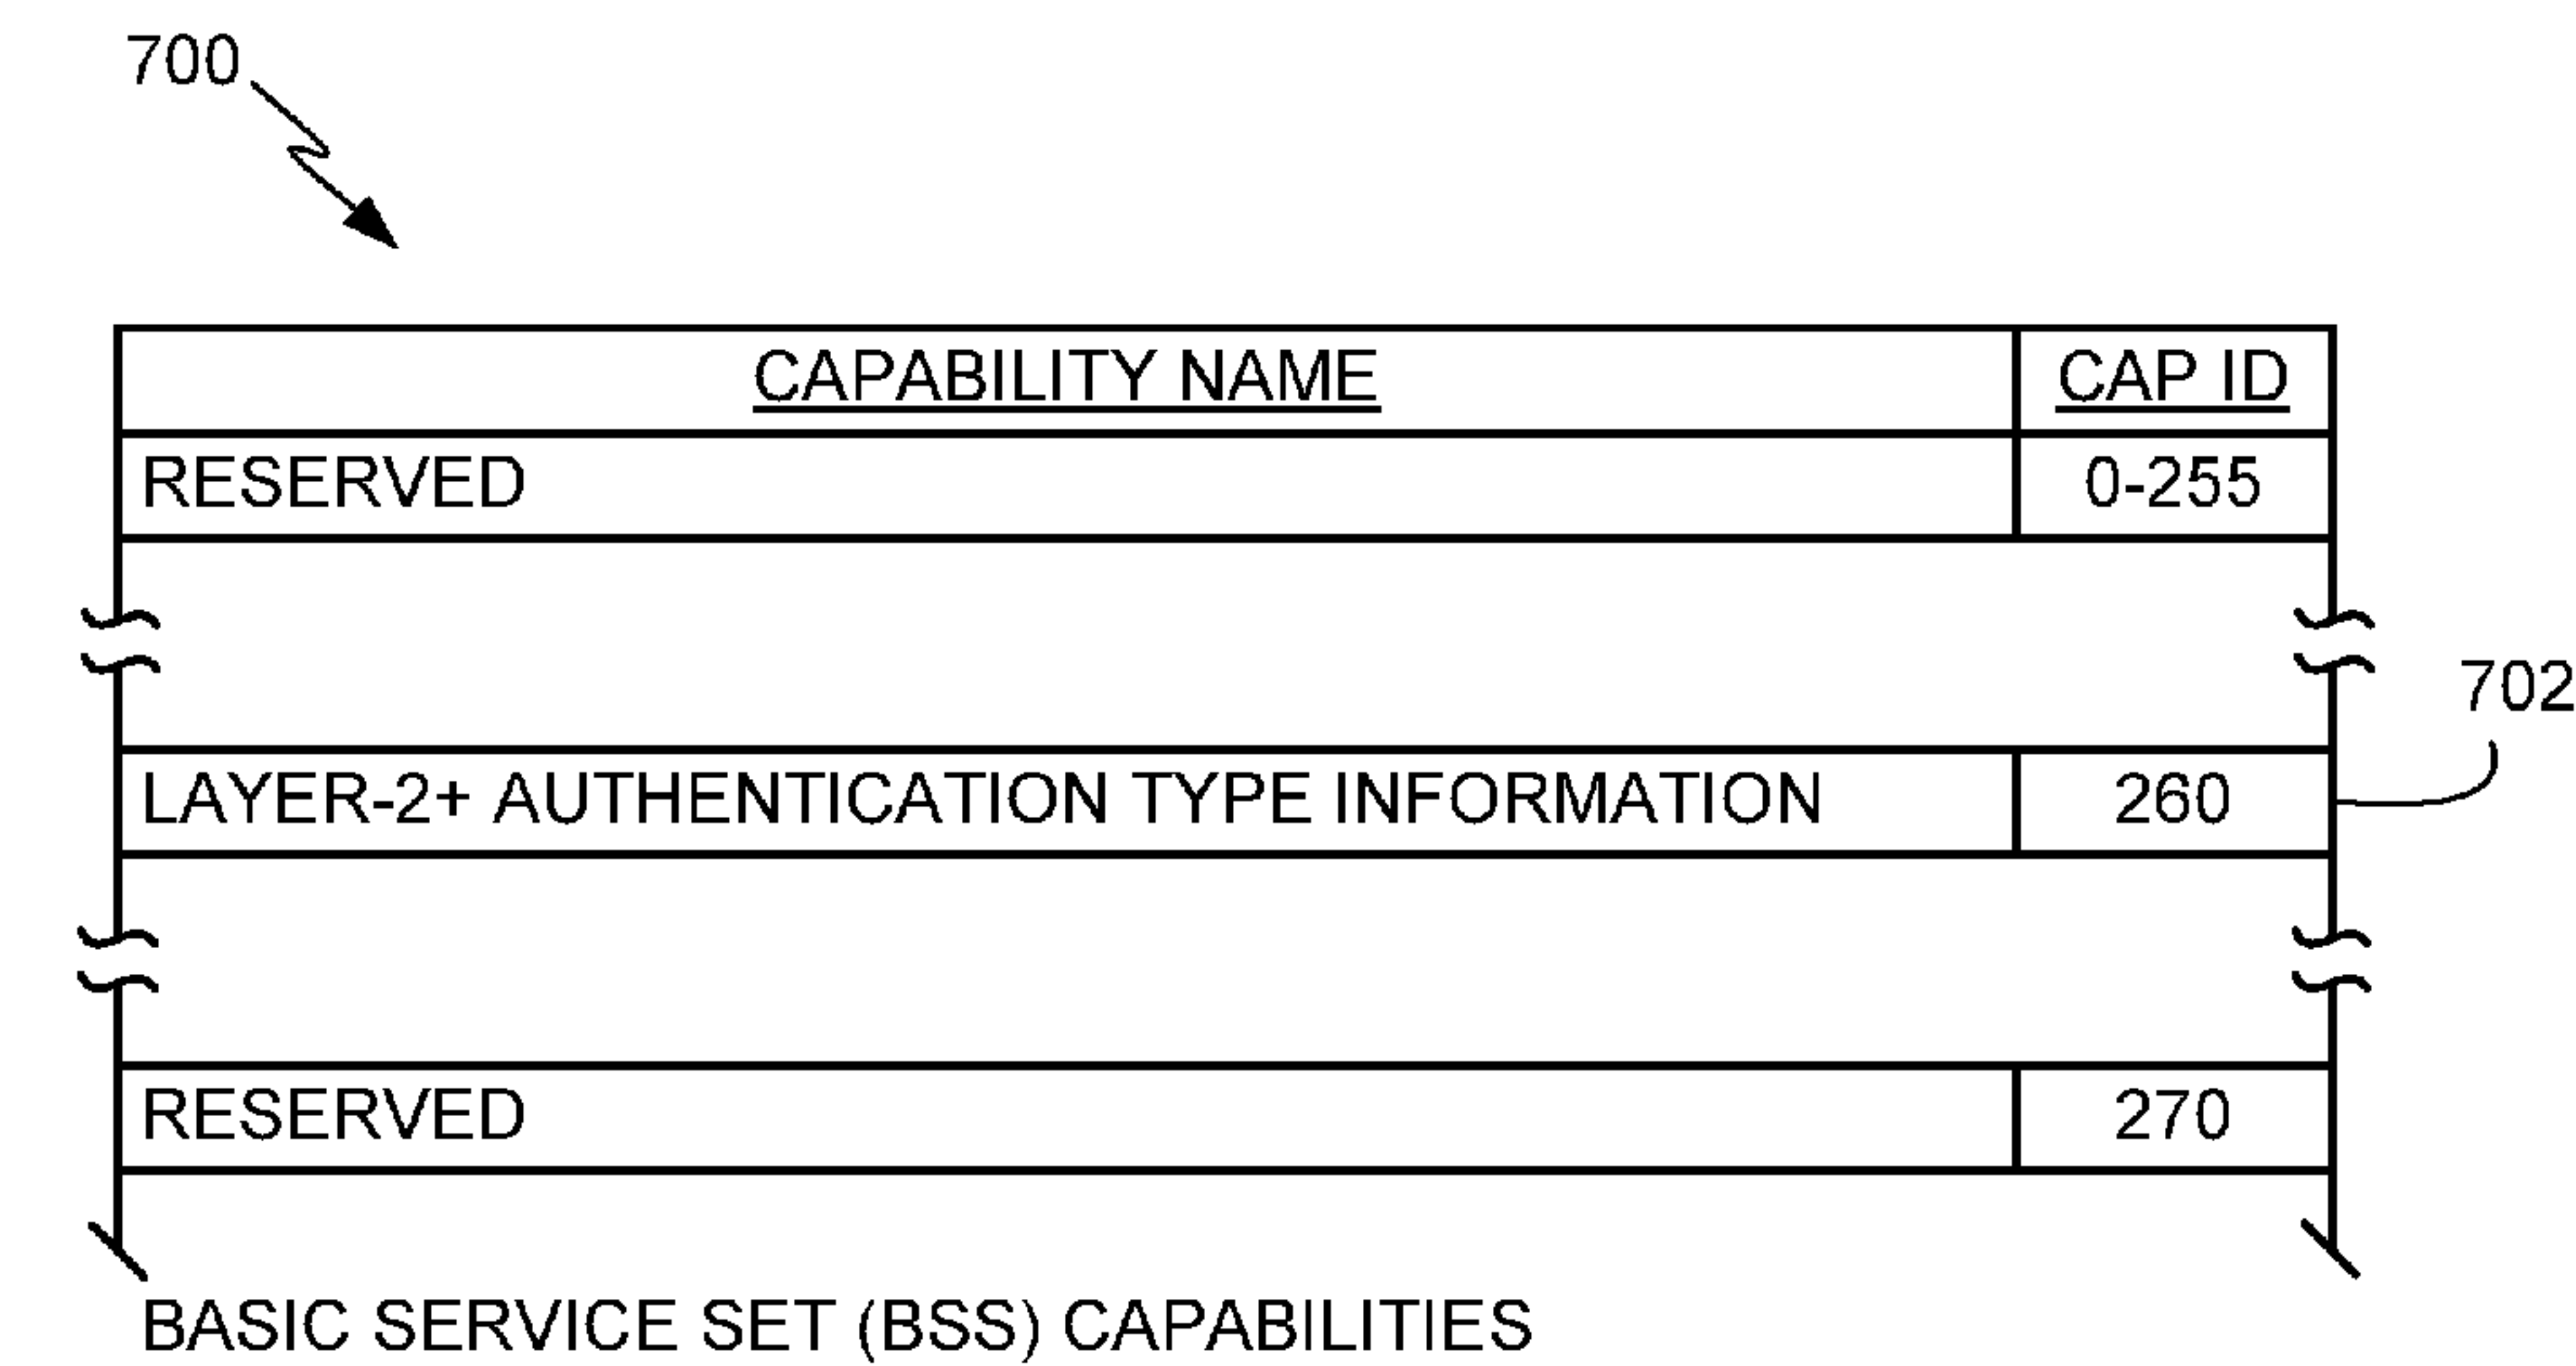 700
CAPABILITY NAME CAP ID
RESERVED 0-255
702
LAYER-2+ AUTHENTICATION TYPE INFORMATION 260
RESERVED 270
BASIC SERVICE SET (BSS) CAPABILITIES